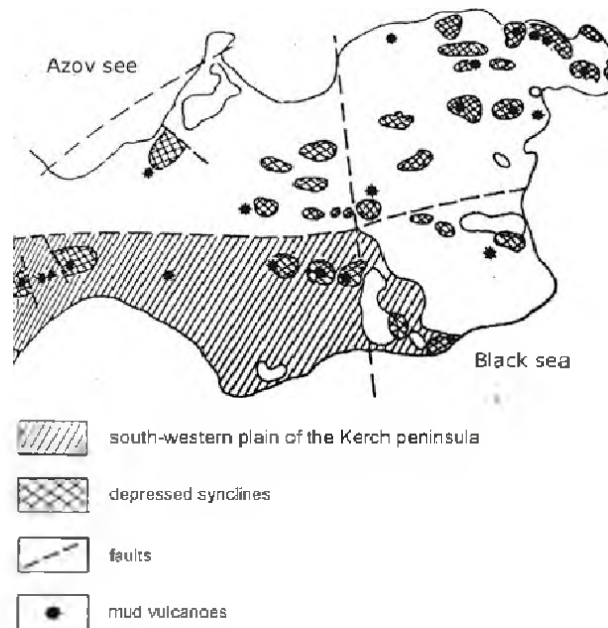 Azov see
Black sea
south-western plain of the Kerch peninsula
depressed synclines
faults
mud vulcanoes